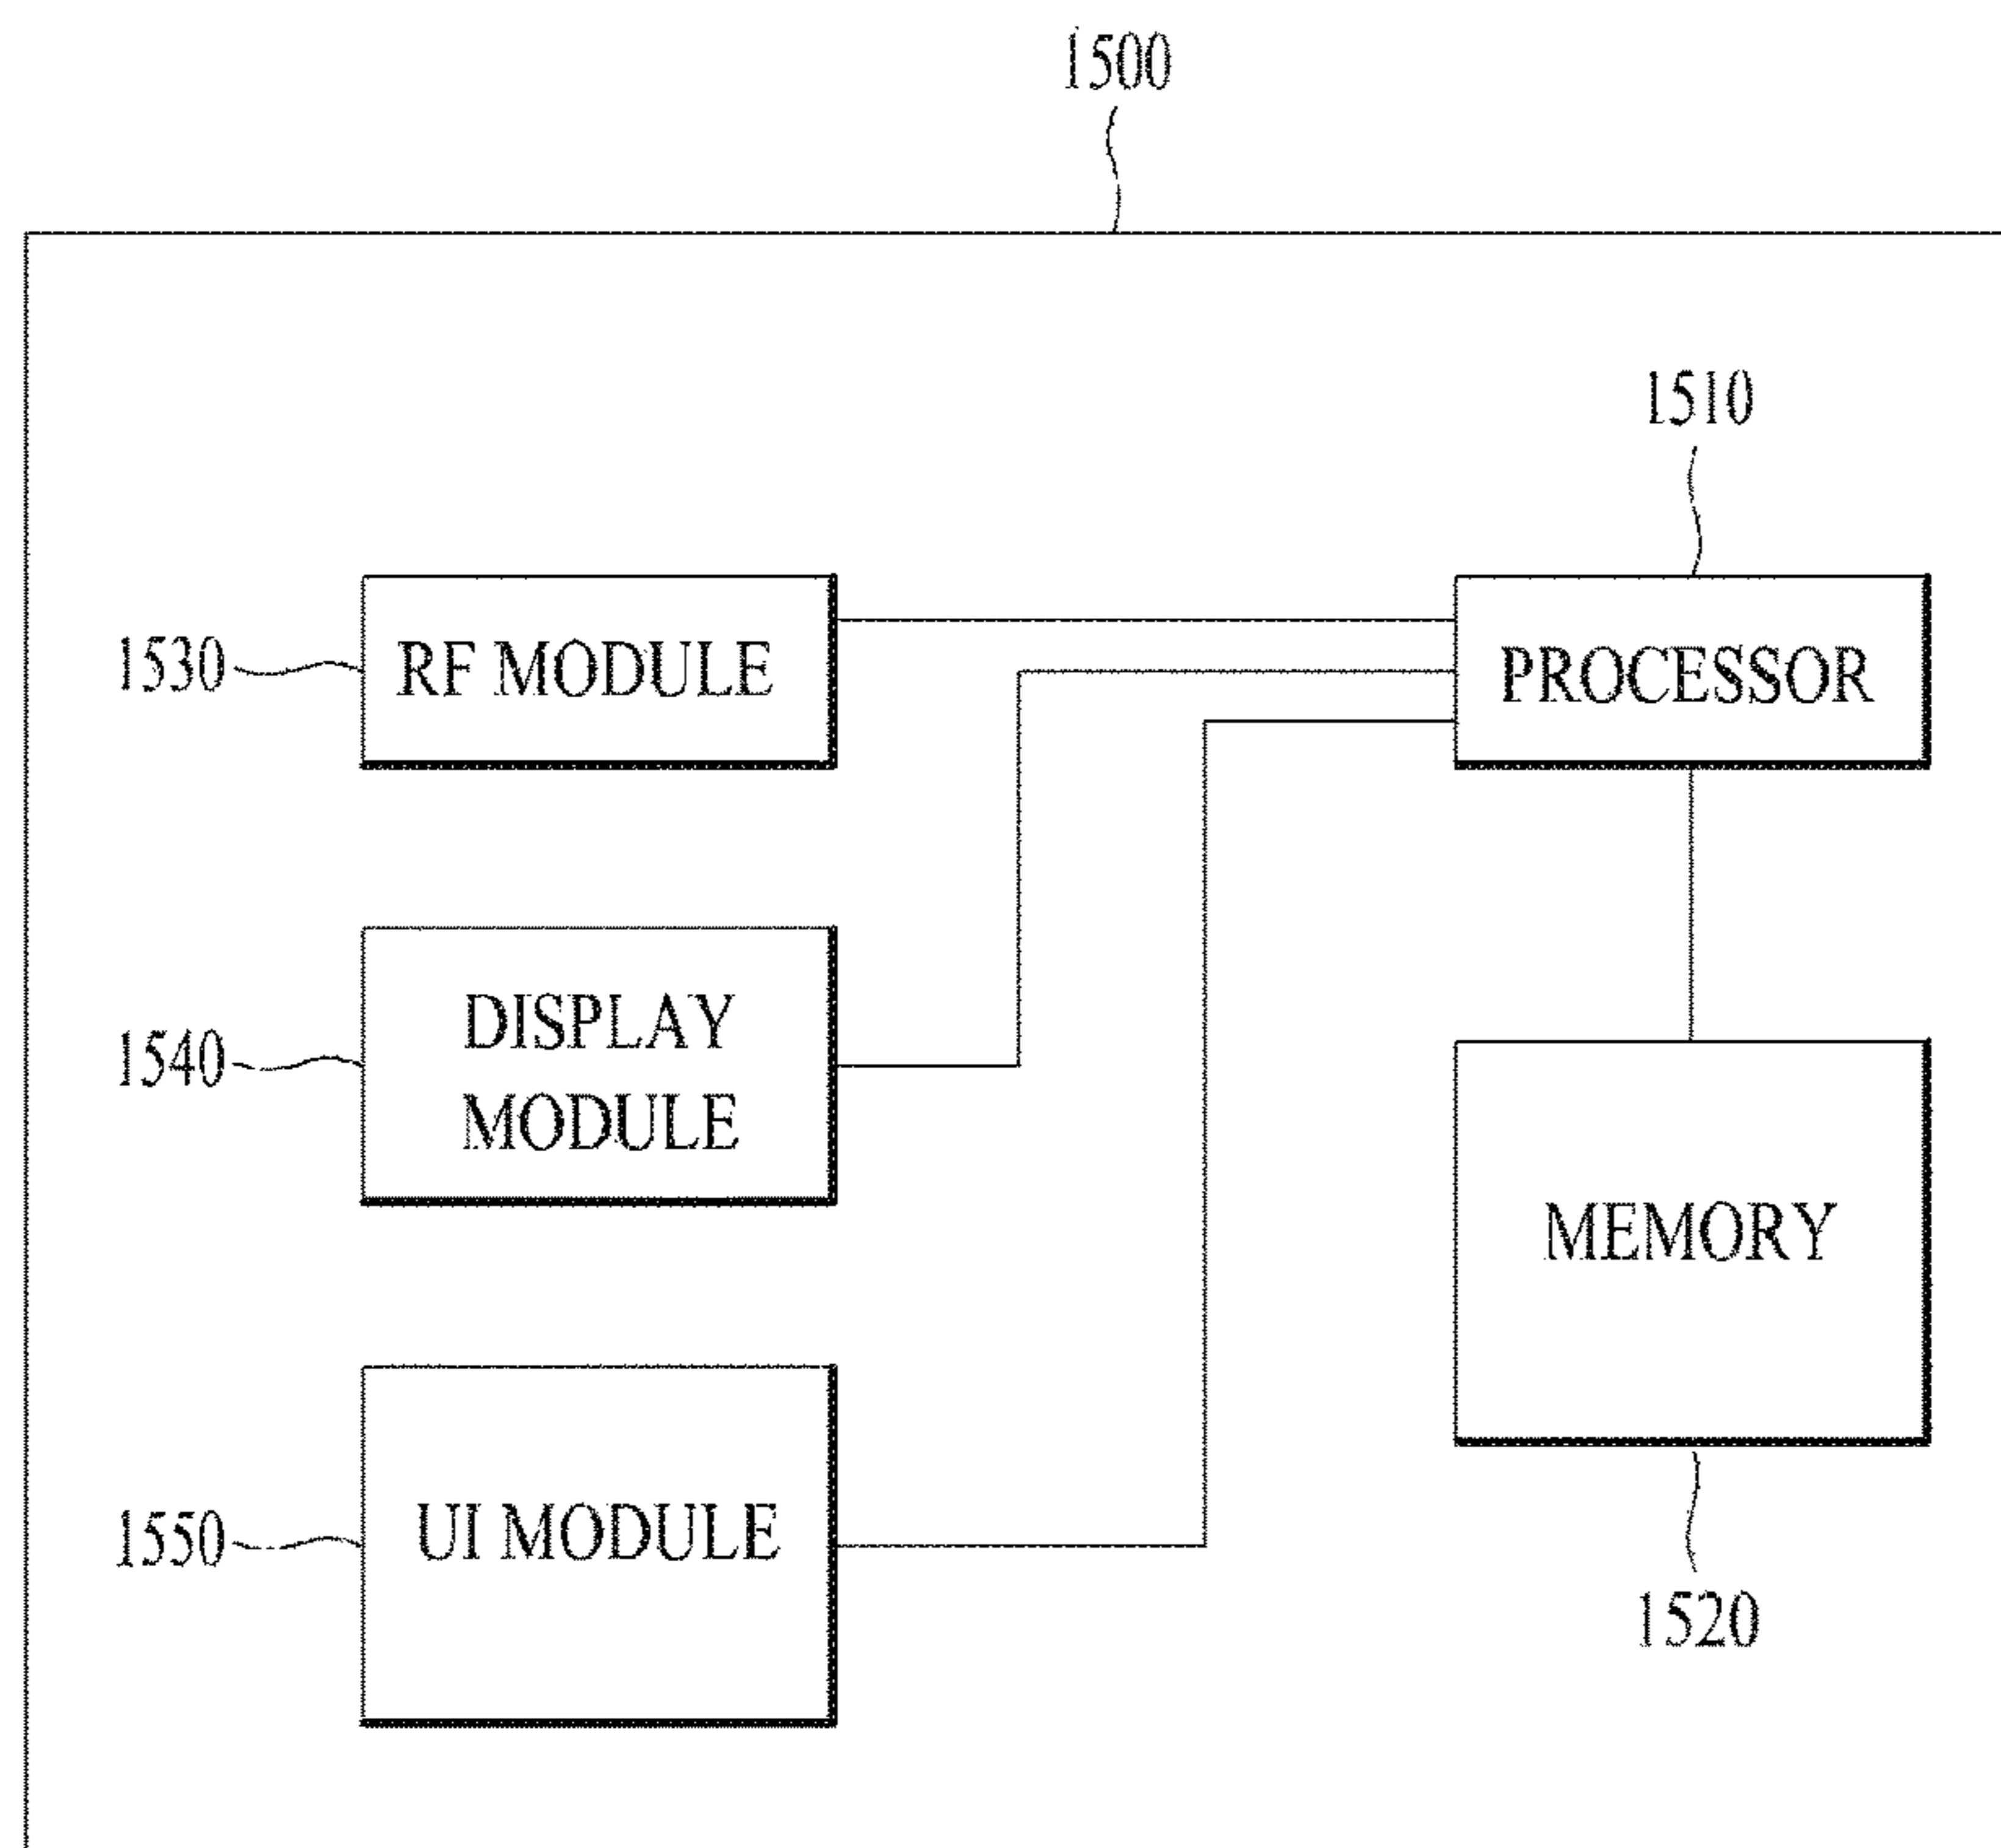 1500
1510
1530
RF MODULE
PROCESSOR
1540
DISPLAY
MODULE
MEMORY
1550
UI MODULE
1520